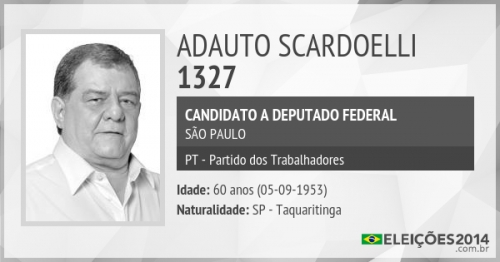 ADAUTO SCARDOELLI
1327
CANDIDATO A DEPUTADO FEDERAL
SÃO PAULO
PT - Partido dos Trabalhadores
Idade: 60 anos (05-09-1953)
Naturalidade: SP - Taquaritinga
ELEIÇÕES2014
.com.br